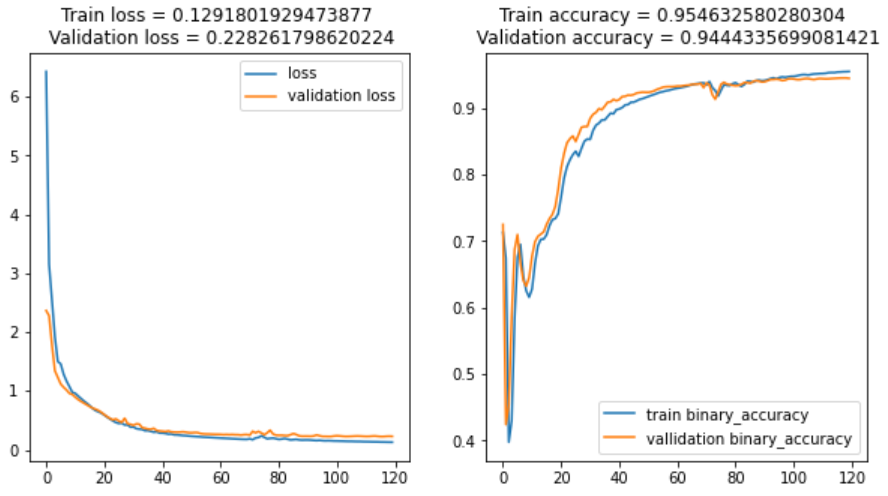 Train loss = 0.1291801929473877
Validation loss = 0.228261798620224
loss
validation loss
6
5
4
3
2
1
0
0 20 40 60 80 100 120
Train accuracy = 0.954632580280304
Validation accuracy = 0.9444335699081421
0.9
0.8
0.7
0.6
0.5
0.4
train binary_accuracy
vallidation binary_accuracy
0 20 40 60 80 100 120